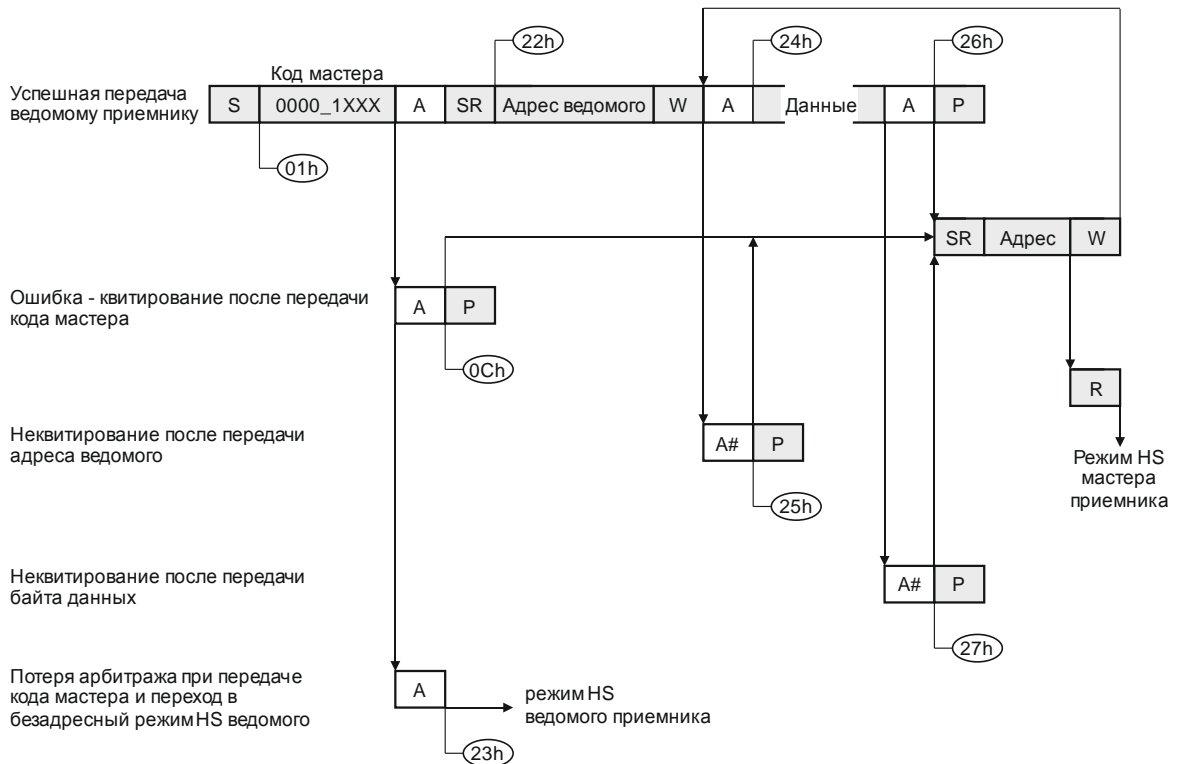 22h
24h
26h
Код мастера
Успешная передача
ведомому приемнику
S 0000_1XXX A SR Адрес ведомого W A Данные A P
01h
SR Адрес W
Ошибка - квитирование после передачи
кода мастера
A P
0Ch
R
Неквитирование после передачи
адреса ведомого
A# P
Режим HS
мастера
приемника
25h
Неквитирование после передачи
байта данных
A# P
27h
Потеря арбитража при передаче
кода мастера и переход в
безадресный режим HS ведомого
A
режим HS
ведомого приемника
23h